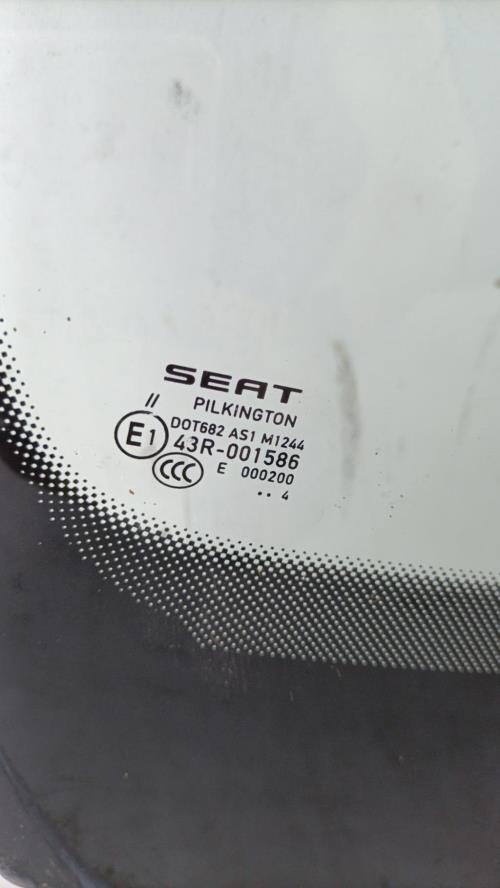 SEAT
PILKINGTON
//
DOT682 AS1 M1244
E1 43R-001586
CCC E 000200
•• 4